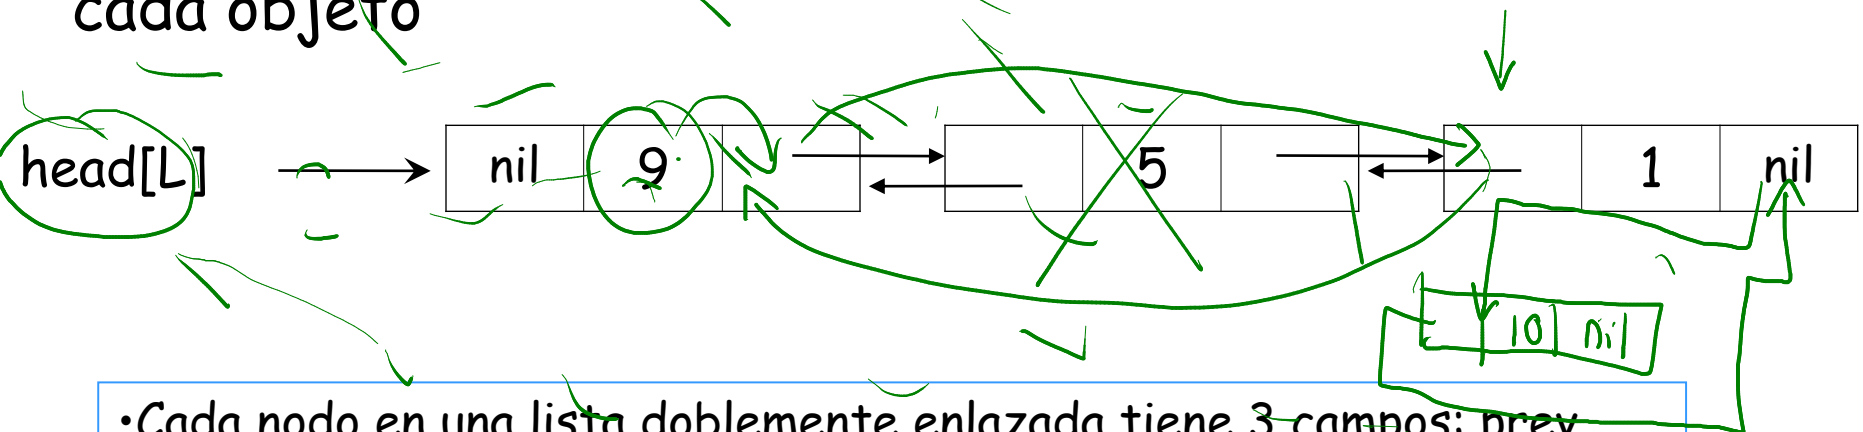 cada objeto
head[L] nil 9 5 1 nil
10 nil
•Cada nodo en una lista doblemente enlazada tiene 3 campos: prev